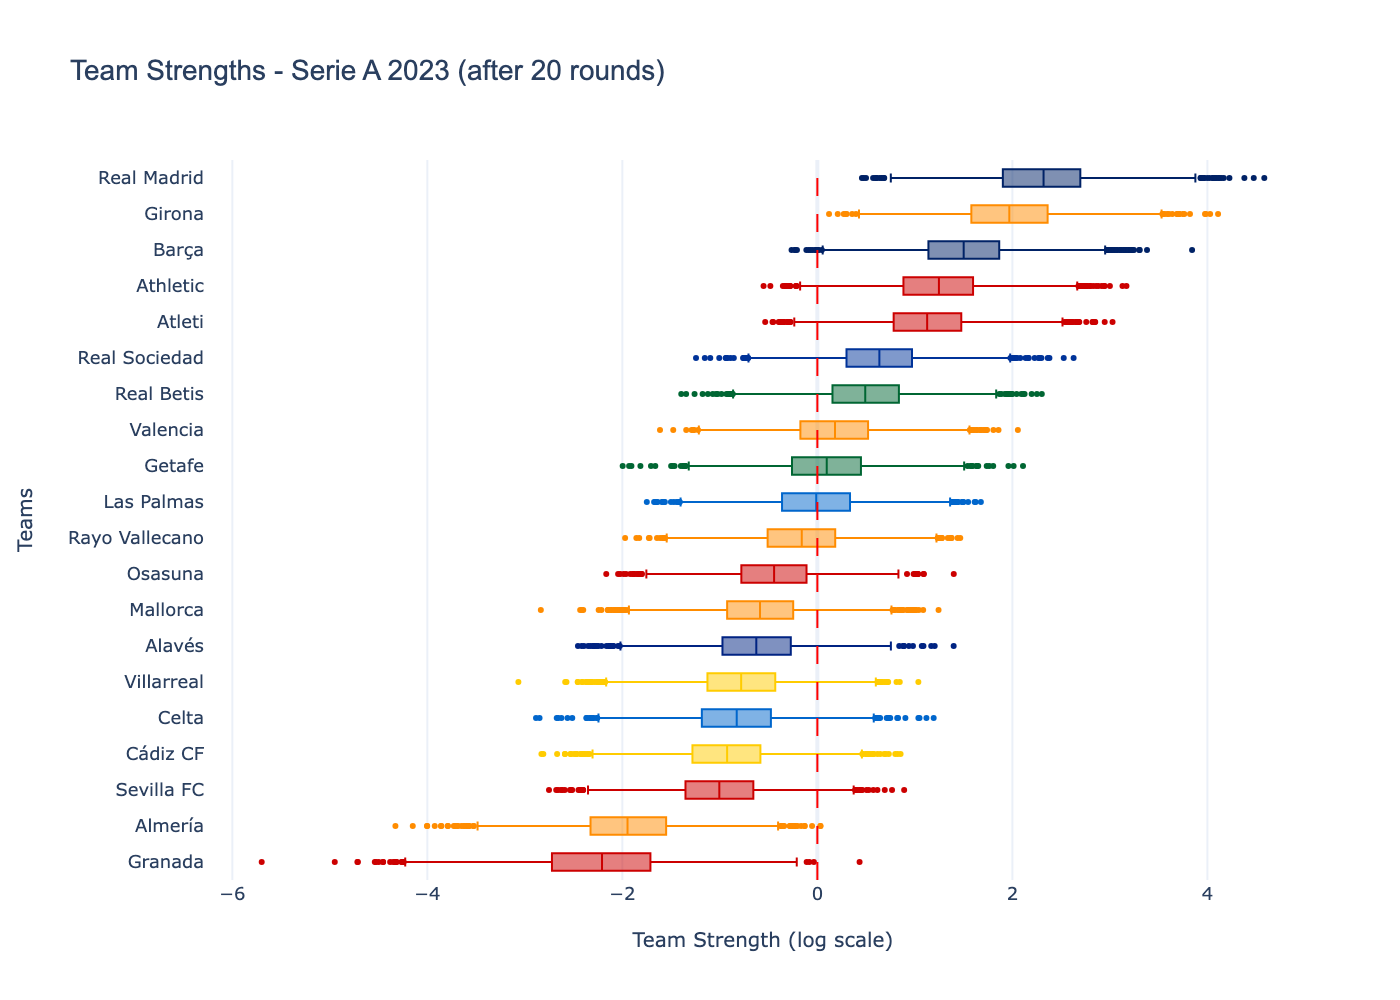 Team Strengths - Serie A 2023 (after 20 rounds)
Real Madrid
Girona
Barça
Athletic
Atleti
Real Sociedad
Real Betis
Valencia
Getafe
Las Palmas
Rayo Vallecano
Osasuna
Mallorca
Alavés
Villarreal
Celta
Cádiz CF
Sevilla FC
Almería
Granada
Teams
−6 −4 −2 0 2 4
Team Strength (log scale)